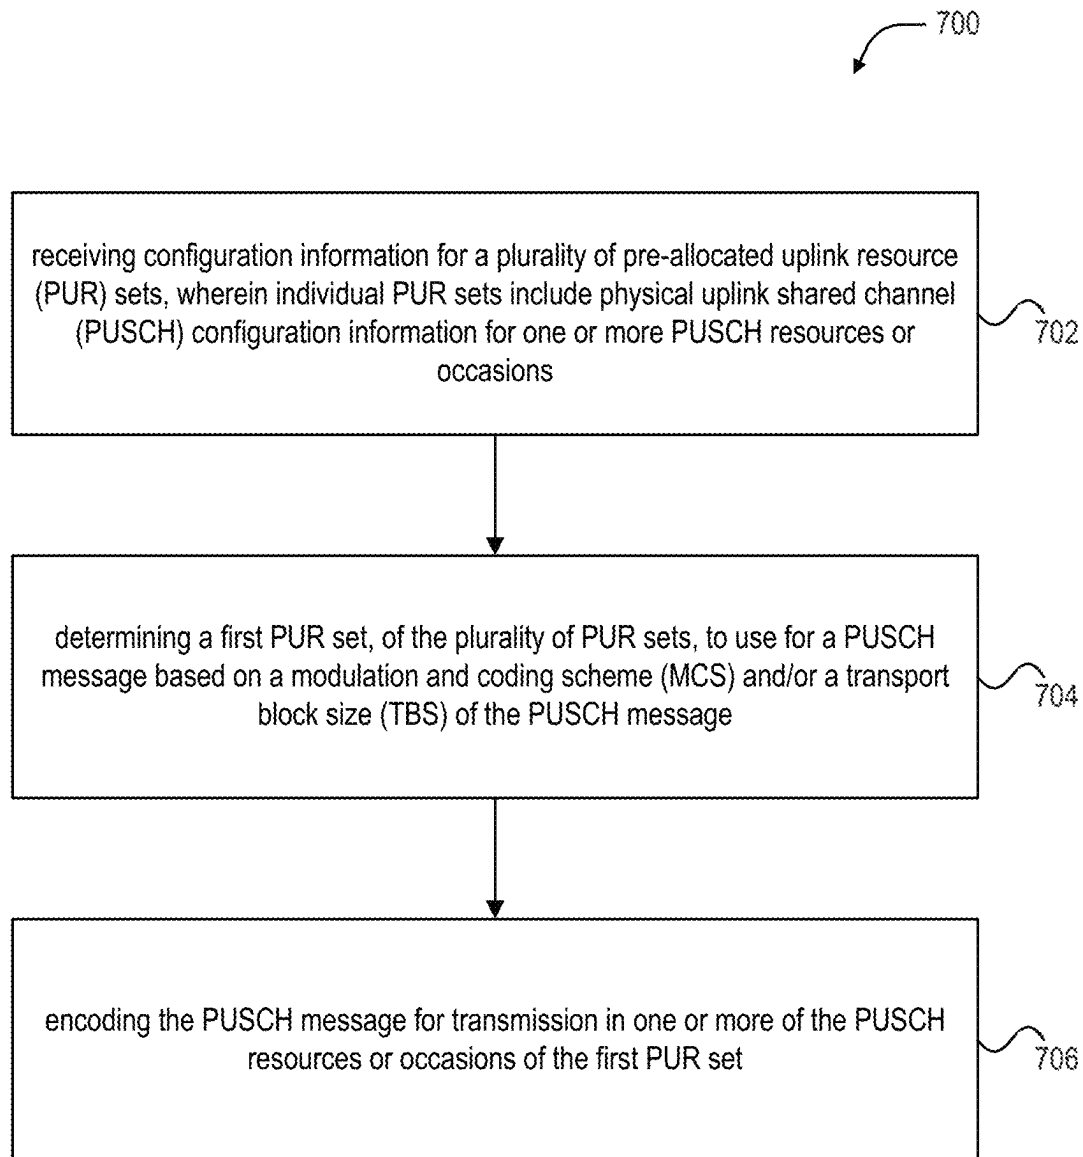 700
receiving configuration information for a plurality of pre-allocated uplink resource
(PUR) sets, wherein individual PUR sets include physical uplink shared channel
(PUSCH) configuration information for one or more PUSCH resources or
occasions
702
determining a first PUR set, of the plurality of PUR sets, to use for a PUSCH
message based on a modulation and coding scheme (MCS) and/or a transport
block size (TBS) of the PUSCH message
704
encoding the PUSCH message for transmission in one or more of the PUSCH
resources or occasions of the first PUR set
706